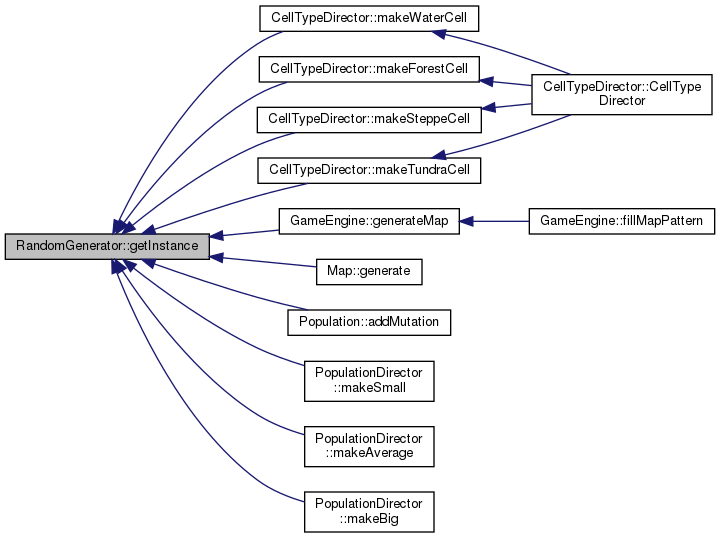 CellTypeDirector::makeWaterCell
CellTypeDirector::makeForestCell
CellTypeDirector::CellType
Director
CellTypeDirector::makeSteppeCell
CellTypeDirector::makeTundraCell
GameEngine::generateMap
GameEngine::fillMapPattern
RandomGenerator::getInstance
Map::generate
Population::addMutation
PopulationDirector
::makeSmall
PopulationDirector
::makeAverage
PopulationDirector
::makeBig